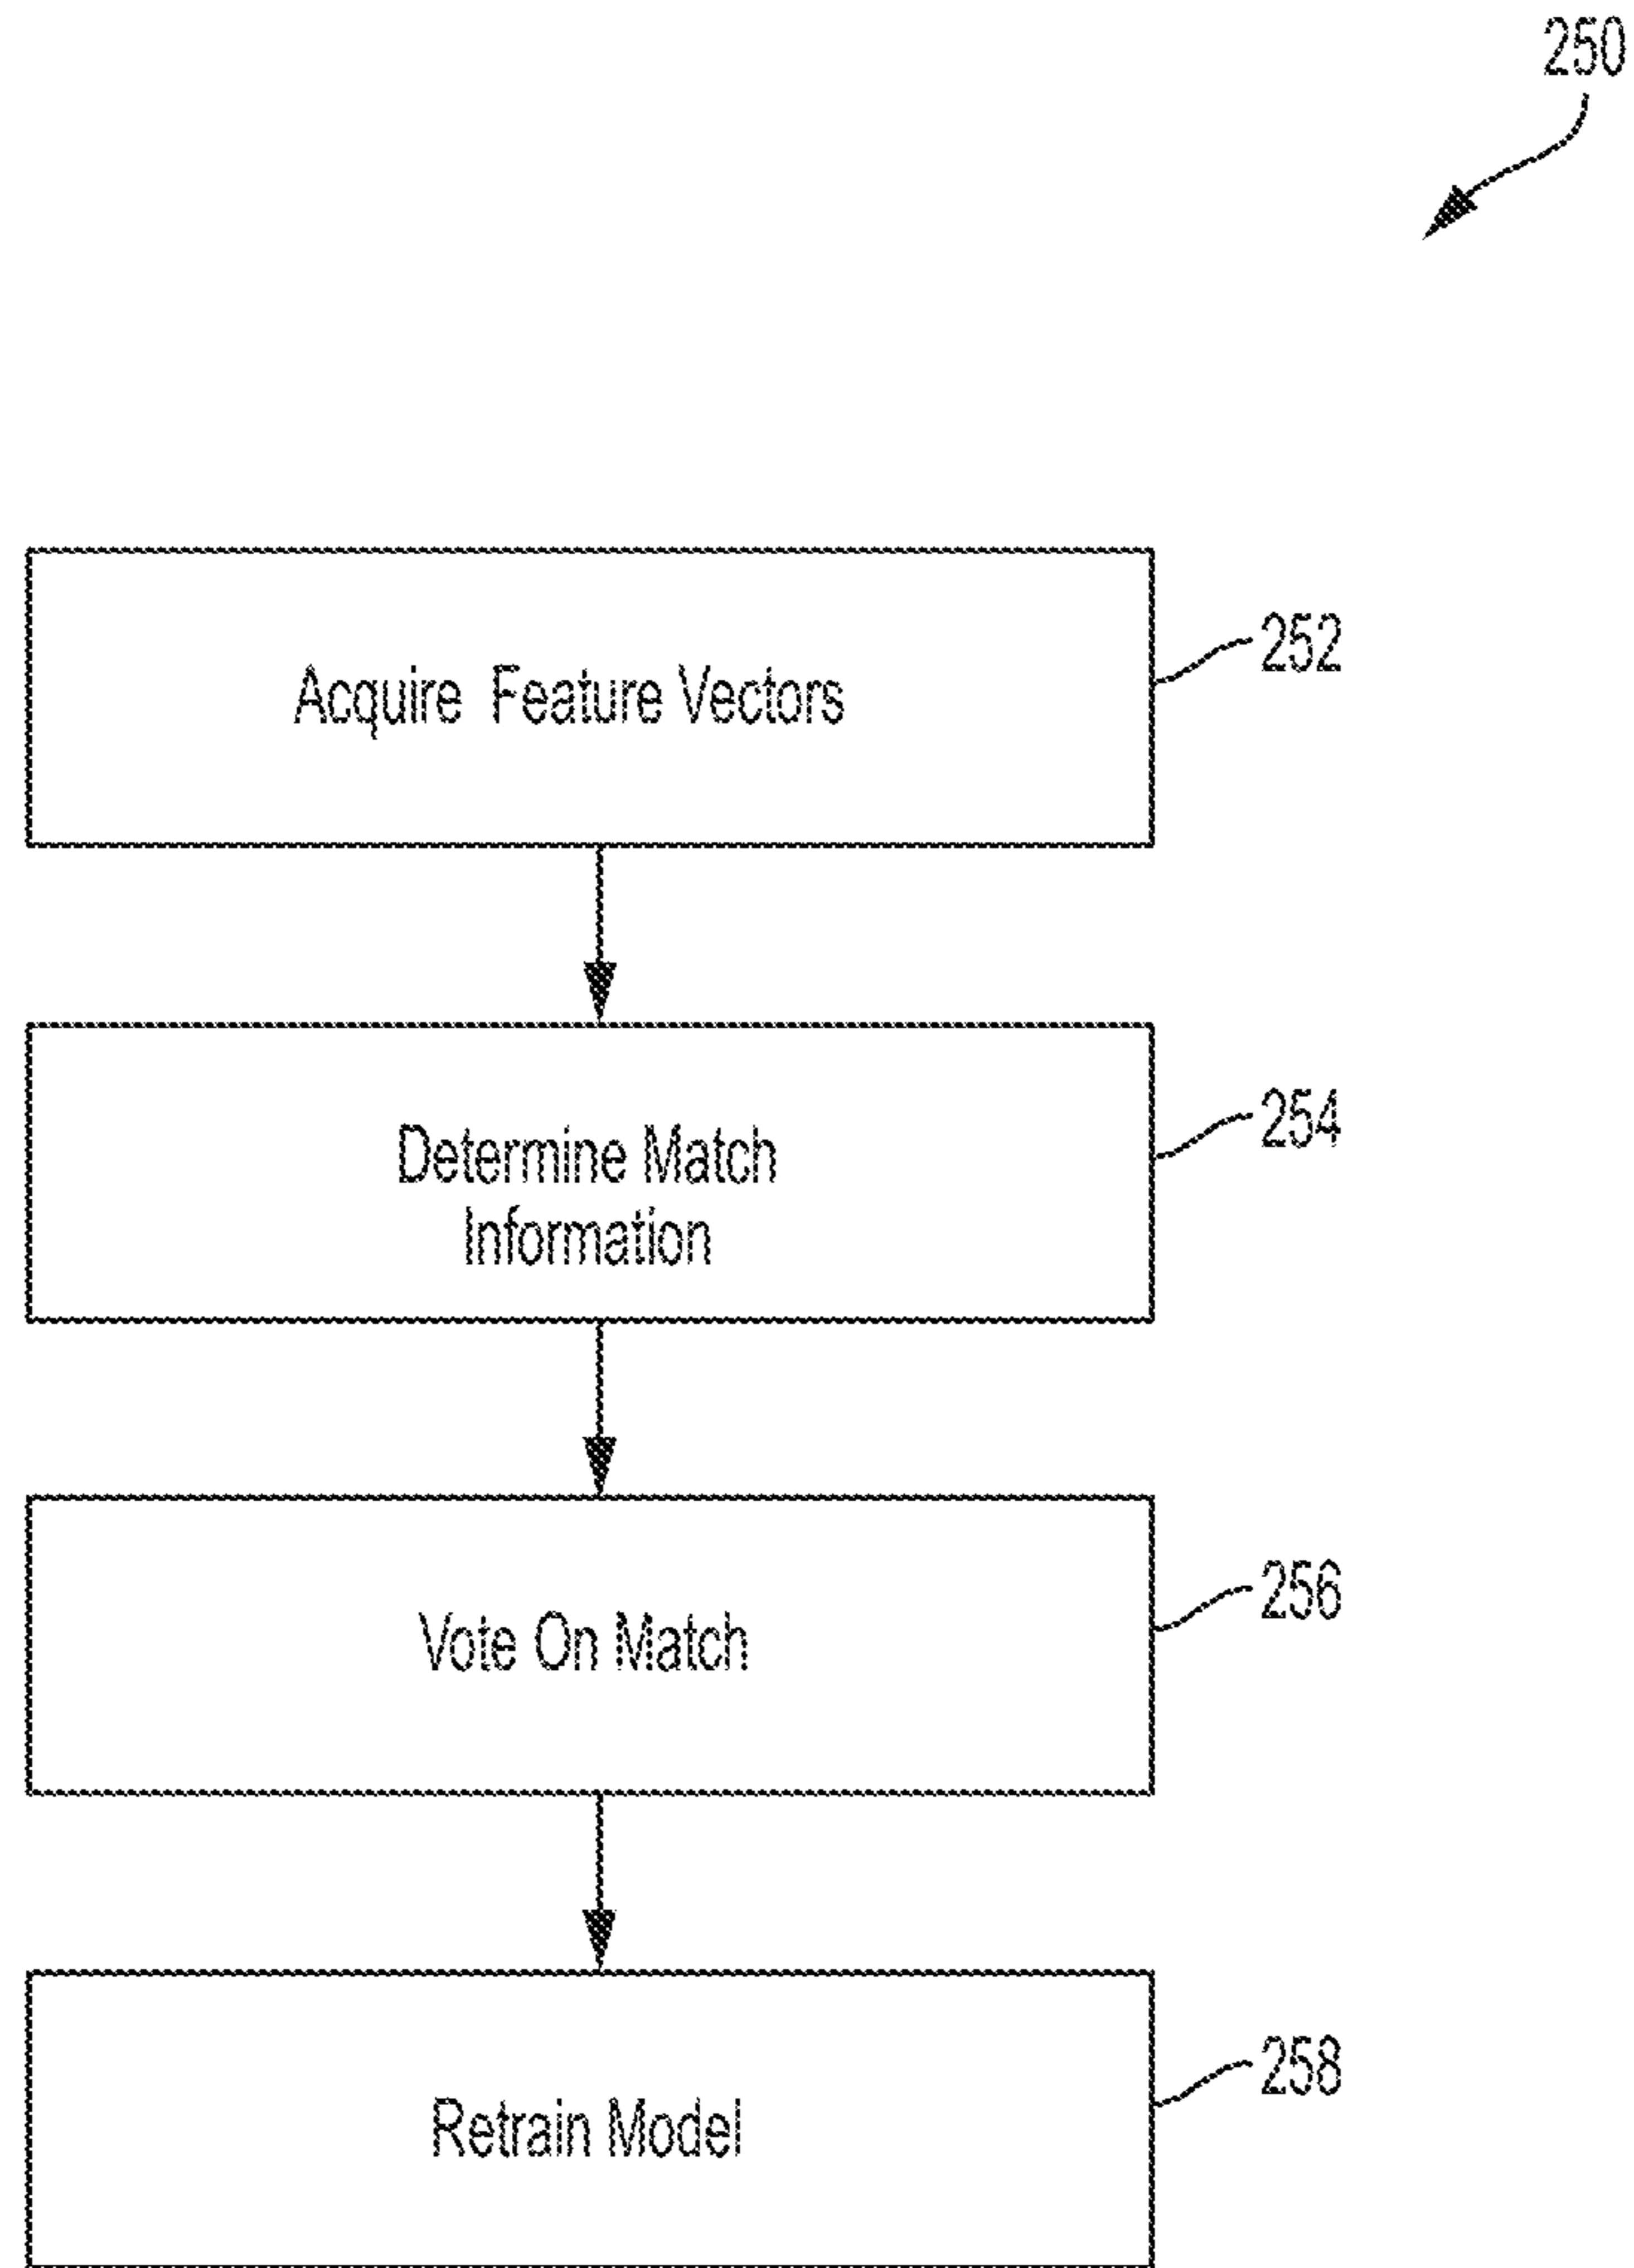 250
Acquire Feature Vectors
252
Determine Match
Information
254
Vote On Match
256
Retrain Model
258